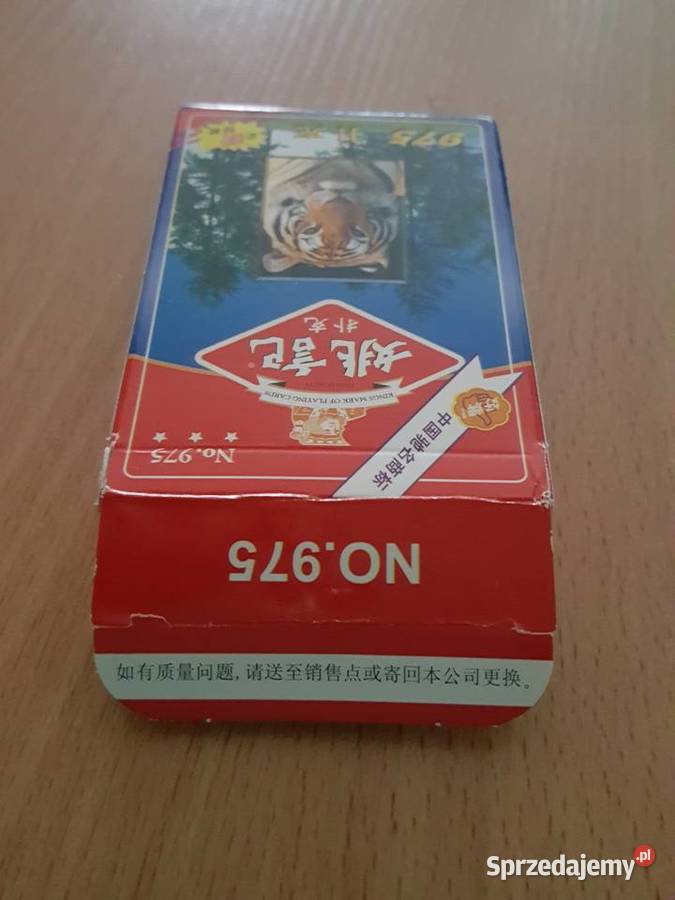 如有质量问题,请送至销售点或寄回本公司更换。
NO.975
No.975
中国驰名商标
KINGS MARK OF PLAYING CARDS
姚記®
扑克
975 扑克
Sprzedajemy.pl